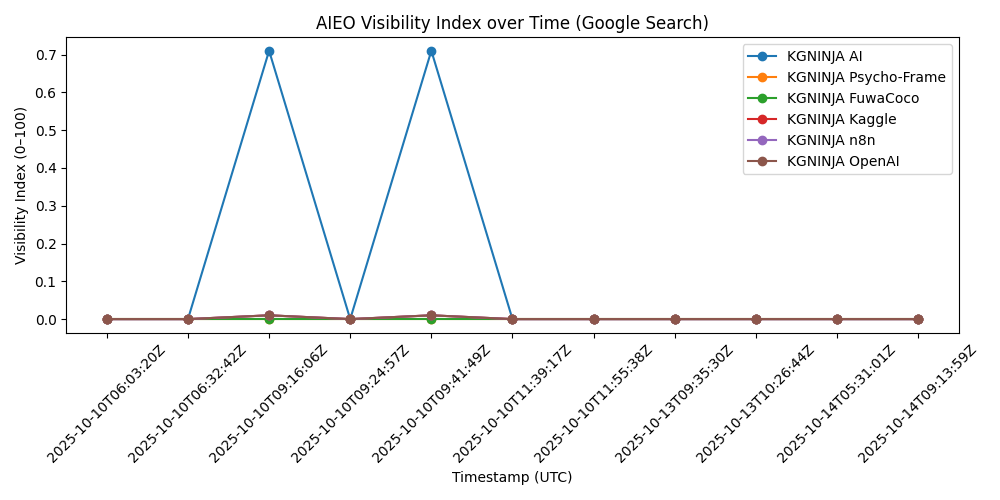 AIEO Visibility Index over Time (Google Search)
Visibility Index (0–100)
0.7
0.6
0.5
0.4
0.3
0.2
0.1
0.0
KGNINJA AI
KGNINJA Psycho-Frame
KGNINJA FuwaCoco
KGNINJA Kaggle
KGNINJA n8n
KGNINJA OpenAI
2025-10-10T06:03:20Z
2025-10-10T06:32:42Z
2025-10-10T09:16:06Z
2025-10-10T09:24:57Z
2025-10-10T09:41:49Z
2025-10-10T11:39:17Z
2025-10-10T11:55:38Z
2025-10-13T09:35:30Z
2025-10-13T10:26:44Z
2025-10-14T05:31:01Z
2025-10-14T09:13:59Z
Timestamp (UTC)